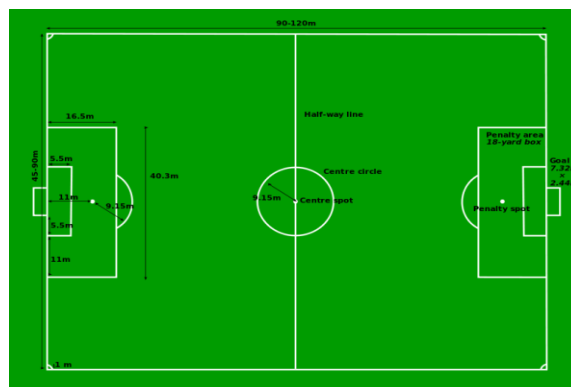 90-120m
Half-way line
16.5m
Penalty area
18-yard box
5.5m
45-90m
40.3m
Centre circle
Goal
7.32
×
2.44
11m
9.15m
9.15m
Centre spot
Penalty spot
5.5m
11m
1 m